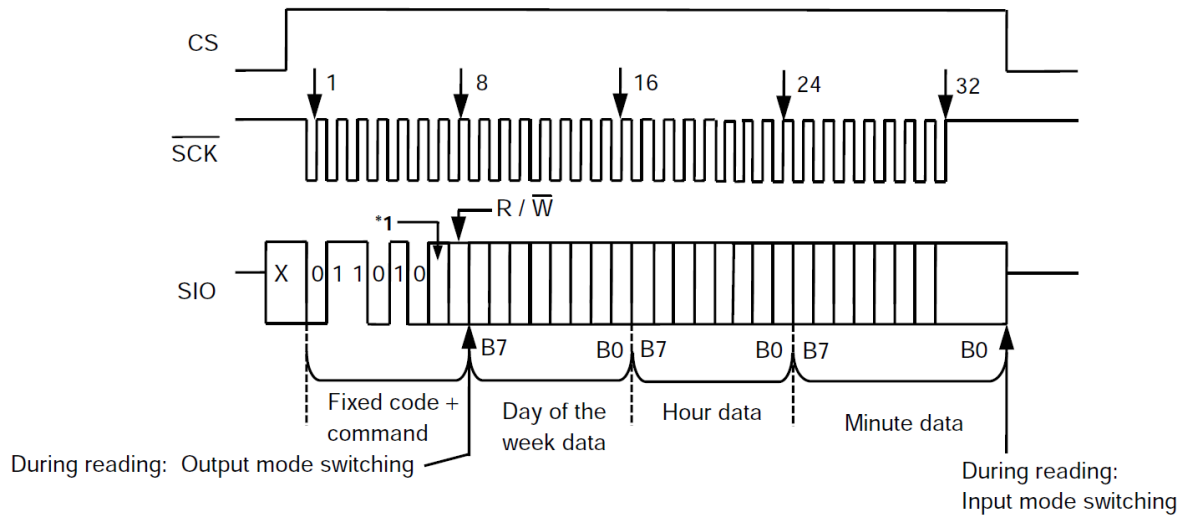 CS
1
8
16
24
32
SCK
*1
R / W
X
0
1
1
0
1
0
SIO
B7
B0
B7
B0
B7
B0
Fixed code +
command
Day of the
week data
Hour data
Minute data
During reading: Output mode switching
During reading:
Input mode switching